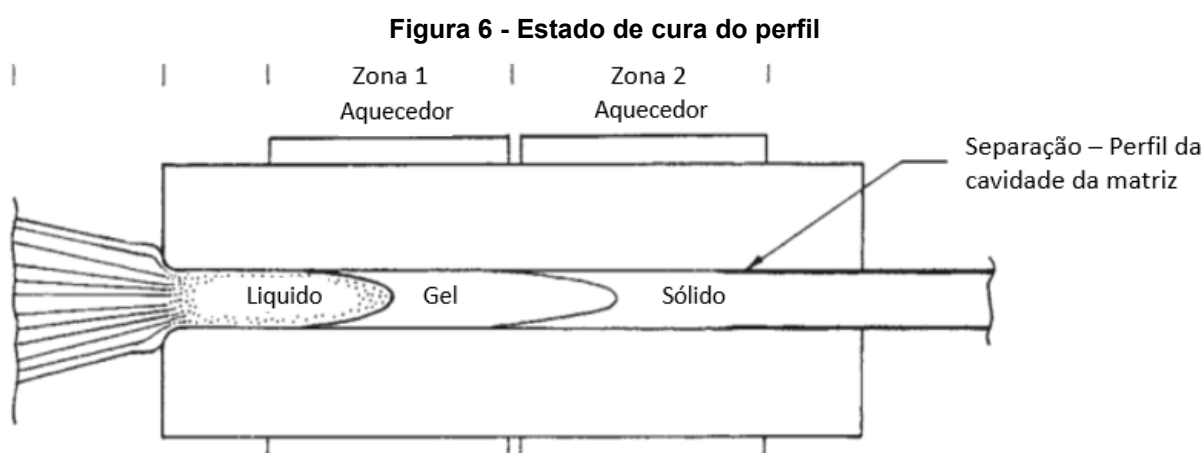 Figura 6 - Estado de cura do perfil
Zona 1
Aquecedor
Zona 2
Aquecedor
Separação – Perfil da
cavidade da matriz
Liquido
Gel
Sólido